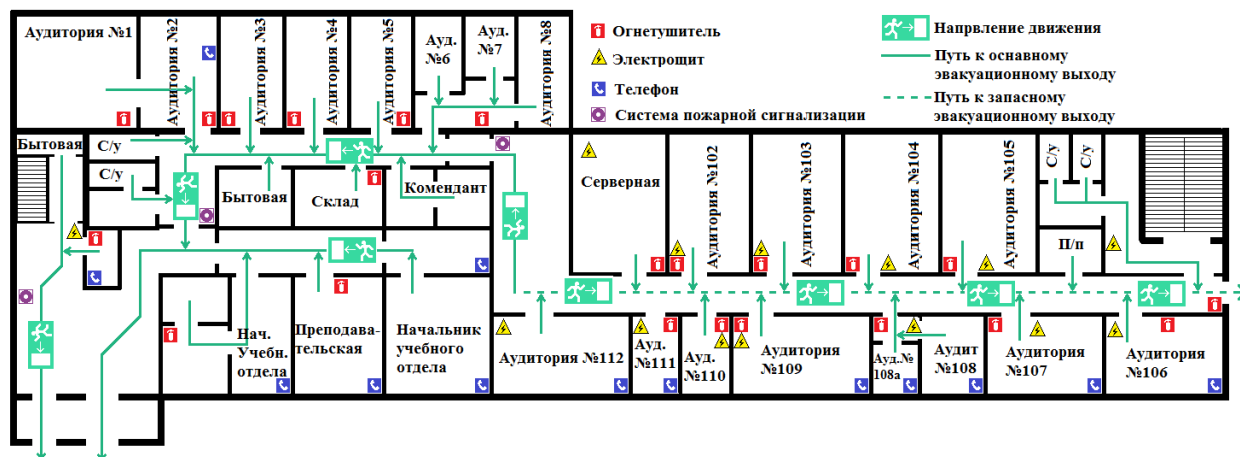 Аудитория №1
Аудитория №2
Аудитория №3
Аудитория №4
Аудитория №5
Ауд.
№6
Ауд.
№7
Аудитория №8
Огнетушитель
Электрощит
Телефон
Система пожарной сигнализации
Напрвление движения
Путь к оснавному
эвакуационному выходу
Путь к запасному
эвакуационному выходу
Бытовая
С/у
С/у
Бытовая
Склад
Комендант
Серверная
Аудитория №102
Аудитория №103
Аудитория №104
Аудитория №105
С/у
С/у
П/п
Нач.
Учебн.
отдела
Преподава-
тельская
Начальник
учебного
отдела
Аудитория №112
Ауд.
№111
Ауд.
№110
Аудитория
№109
Ауд.№
108а
Аудит
№108
Аудитория
№107
Аудитория
№106